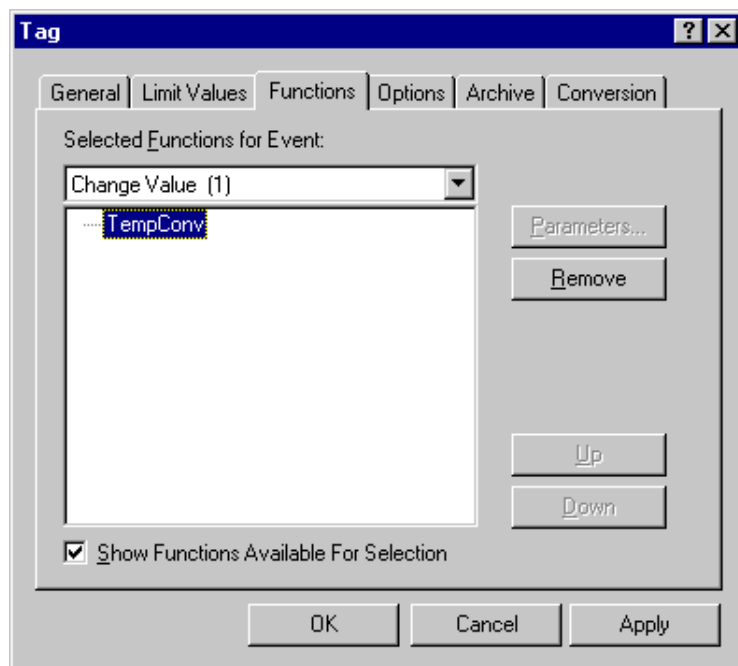 Tag
General Limit Values Functions Options Archive Conversion
Selected Functions for Event:
Change Value (1)
TempConv
Parameters...
Remove
Up
Down
Show Functions Available For Selection
OK Cancel Apply